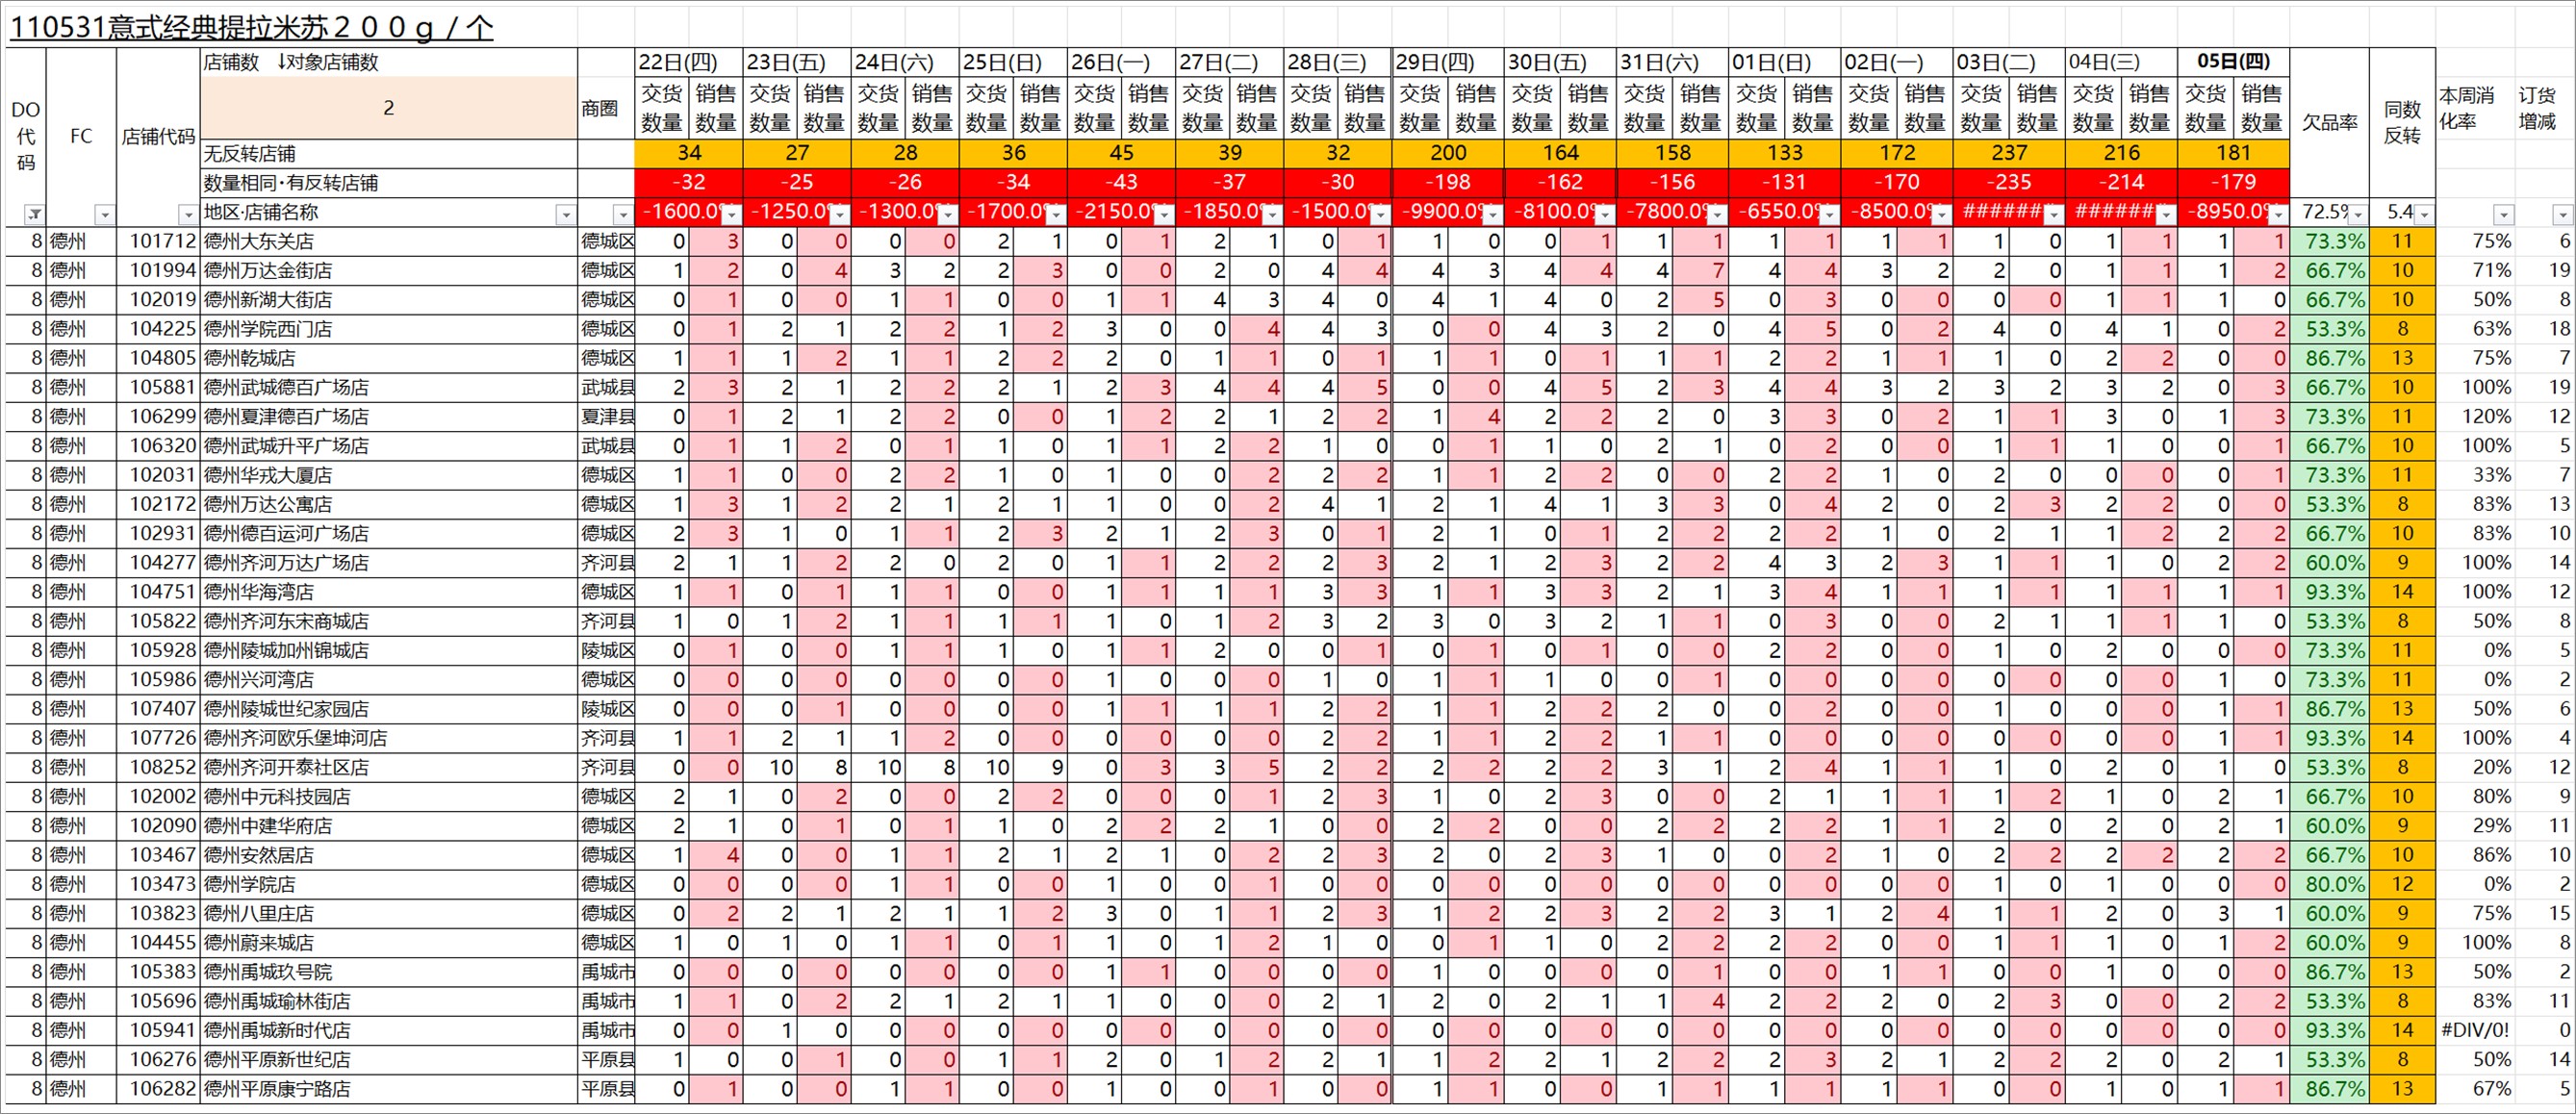 110531意式经典提拉米苏２００ｇ／个
DO代码 FC 店铺代码 店铺数 ↓对象店铺数 商圈 22日(四) 23日(五) 24日(六) 25日(日) 26日(一) 27日(二) 28日(三) 29日(四) 30日(五) 31日(六) 01日(日) 02日(一) 03日(二) 04日(三) 05日(四) 欠品率 同数反转 本周消化率 订货增减
2 交货数量 销售数量 交货数量 销售数量 交货数量 销售数量 交货数量 销售数量 交货数量 销售数量 交货数量 销售数量 交货数量 销售数量 交货数量 销售数量 交货数量 销售数量 交货数量 销售数量 交货数量 销售数量 交货数量 销售数量 交货数量 销售数量 交货数量 销售数量 交货数量 销售数量
无反转店铺 34 27 28 36 45 39 32 200 164 158 133 172 237 216 181
数量相同·有反转店铺 -32 -25 -26 -34 -43 -37 -30 -198 -162 -156 -131 -170 -235 -214 -179
地区·店铺名称 -1600.0% -1250.0% -1300.0% -1700.0% -2150.0% -1850.0% -1500.0% -9900.0% -8100.0% -7800.0% -6550.0% -8500.0% ####### ####### -8950.0% 72.5% 5.4
8 德州 101712 德州大东关店 德城区 0 3 0 0 0 0 2 1 0 1 2 1 0 1 1 0 0 1 1 1 1 1 1 1 1 0 1 1 1 1 73.3% 11 75% 6
8 德州 101994 德州万达金街店 德城区 1 2 0 4 3 2 2 3 0 0 2 0 4 4 4 3 4 4 4 7 4 4 3 2 2 0 1 1 1 2 66.7% 10 71% 19
8 德州 102019 德州新湖大街店 德城区 0 1 0 0 1 1 0 0 1 1 4 3 4 0 4 1 4 0 2 5 0 3 0 0 0 0 1 1 1 0 66.7% 10 50% 8
8 德州 104225 德州学院西门店 德城区 0 1 2 1 2 2 1 2 3 0 0 4 4 3 0 0 4 3 2 0 4 5 0 2 4 0 4 1 0 2 53.3% 8 63% 18
8 德州 104805 德州乾城店 德城区 1 1 1 2 1 1 2 2 2 0 1 1 0 1 1 1 0 1 1 1 2 2 1 1 1 0 2 2 0 0 86.7% 13 75% 7
8 德州 105881 德州武城德百广场店 武城县 2 3 2 1 2 2 2 1 2 3 4 4 4 5 0 0 4 5 2 3 4 4 3 2 3 2 3 2 0 3 66.7% 10 100% 19
8 德州 106299 德州夏津德百广场店 夏津县 0 1 2 1 2 2 0 0 1 2 2 1 2 2 1 4 2 2 2 0 3 3 0 2 1 1 3 0 1 3 73.3% 11 120% 12
8 德州 106320 德州武城升平广场店 武城县 0 1 1 2 0 1 1 0 1 1 2 2 1 0 0 1 1 0 2 1 0 2 0 0 1 1 1 0 0 1 66.7% 10 100% 5
8 德州 102031 德州华戎大厦店 德城区 1 1 0 0 2 2 1 0 1 0 0 2 2 2 1 1 2 2 0 0 2 2 1 0 2 0 0 0 0 1 73.3% 11 33% 7
8 德州 102172 德州万达公寓店 德城区 1 3 1 2 2 1 2 1 1 0 0 2 4 1 2 1 4 1 3 3 0 4 2 0 2 3 2 2 0 0 53.3% 8 83% 13
8 德州 102931 德州德百运河广场店 德城区 2 3 1 0 1 1 2 3 2 1 2 3 0 1 2 1 0 1 2 2 2 2 1 0 2 1 1 2 2 2 66.7% 10 83% 10
8 德州 104277 德州齐河万达广场店 齐河县 2 1 1 2 2 0 2 0 1 1 2 2 2 3 2 1 2 3 2 2 4 3 2 3 1 1 1 0 2 2 60.0% 9 100% 14
8 德州 104751 德州华海湾店 德城区 1 1 0 1 1 1 0 0 1 1 1 1 3 3 1 1 3 3 2 1 3 4 1 1 1 1 1 1 1 1 93.3% 14 100% 12
8 德州 105822 德州齐河东宋商城店 齐河县 1 0 1 2 1 1 1 1 1 0 1 2 3 2 3 0 3 2 1 1 0 3 0 0 2 1 1 1 1 0 53.3% 8 50% 8
8 德州 105928 德州陵城加州锦城店 陵城区 0 1 0 0 1 1 1 0 1 1 2 0 0 1 0 1 0 1 0 0 2 2 0 0 1 0 2 0 0 0 73.3% 11 0% 5
8 德州 105986 德州兴河湾店 德城区 0 0 0 0 0 0 0 0 1 0 0 0 1 0 1 1 1 0 0 1 0 0 0 0 0 0 0 0 1 0 73.3% 11 0% 2
8 德州 107407 德州陵城世纪家园店 陵城区 0 0 0 1 0 0 0 0 1 1 1 1 2 2 1 1 2 2 2 0 0 2 0 0 1 0 0 0 1 1 86.7% 13 50% 6
8 德州 107726 德州齐河欧乐堡坤河店 齐河县 1 1 2 1 1 2 0 0 0 0 0 0 2 2 1 1 2 2 1 1 0 0 0 0 0 0 0 0 1 1 93.3% 14 100% 4
8 德州 108252 德州齐河开泰社区店 齐河县 0 0 10 8 10 8 10 9 0 3 3 5 2 2 2 2 2 2 3 1 2 4 1 1 1 0 2 0 1 0 53.3% 8 20% 12
8 德州 102002 德州中元科技园店 德城区 2 1 0 2 0 0 2 2 0 0 0 1 2 3 1 0 2 3 0 0 2 1 1 1 1 2 1 0 2 1 66.7% 10 80% 9
8 德州 102090 德州中建华府店 德城区 2 1 0 1 0 1 1 0 2 2 2 1 0 0 2 2 0 0 2 2 2 2 1 1 2 0 2 0 2 1 60.0% 9 29% 11
8 德州 103467 德州安然居店 德城区 1 4 0 0 1 1 2 1 2 1 0 2 2 3 2 0 2 3 1 0 0 2 1 0 2 2 2 2 2 2 66.7% 10 86% 10
8 德州 103473 德州学院店 德城区 0 0 0 0 1 1 0 0 1 0 0 1 0 0 0 0 0 0 0 0 0 0 0 0 1 0 1 0 0 0 80.0% 12 0% 2
8 德州 103823 德州八里庄店 德城区 0 2 2 1 2 1 1 2 3 0 1 1 2 3 1 2 2 3 2 2 3 1 2 4 1 1 2 0 3 1 60.0% 9 75% 15
8 德州 104455 德州蔚来城店 德城区 1 0 1 0 1 1 0 1 1 0 1 2 1 0 0 1 1 0 2 2 2 2 0 0 1 1 1 0 1 2 60.0% 9 100% 8
8 德州 105383 德州禹城玖号院 禹城市 0 0 0 0 0 0 0 0 1 1 0 0 0 0 1 0 0 0 0 1 0 0 1 1 0 0 1 0 0 0 86.7% 13 50% 2
8 德州 105696 德州禹城瑜林街店 禹城市 1 1 0 2 2 1 2 1 1 0 0 0 2 1 2 0 2 1 1 4 2 2 2 0 2 3 0 0 2 2 53.3% 8 83% 11
8 德州 105941 德州禹城新时代店 禹城市 0 0 1 0 0 0 0 0 0 0 0 0 0 0 0 0 0 0 0 0 0 0 0 0 0 0 0 0 0 0 93.3% 14 #DIV/0! 0
8 德州 106276 德州平原新世纪店 平原县 1 0 0 1 0 0 1 1 2 0 1 2 2 1 1 2 2 1 2 2 2 3 2 1 2 2 2 0 2 1 53.3% 8 50% 14
8 德州 106282 德州平原康宁路店 平原县 0 1 0 0 1 1 0 0 1 0 0 1 0 0 1 1 0 0 1 1 1 1 1 1 0 0 1 0 1 1 86.7% 13 67% 5